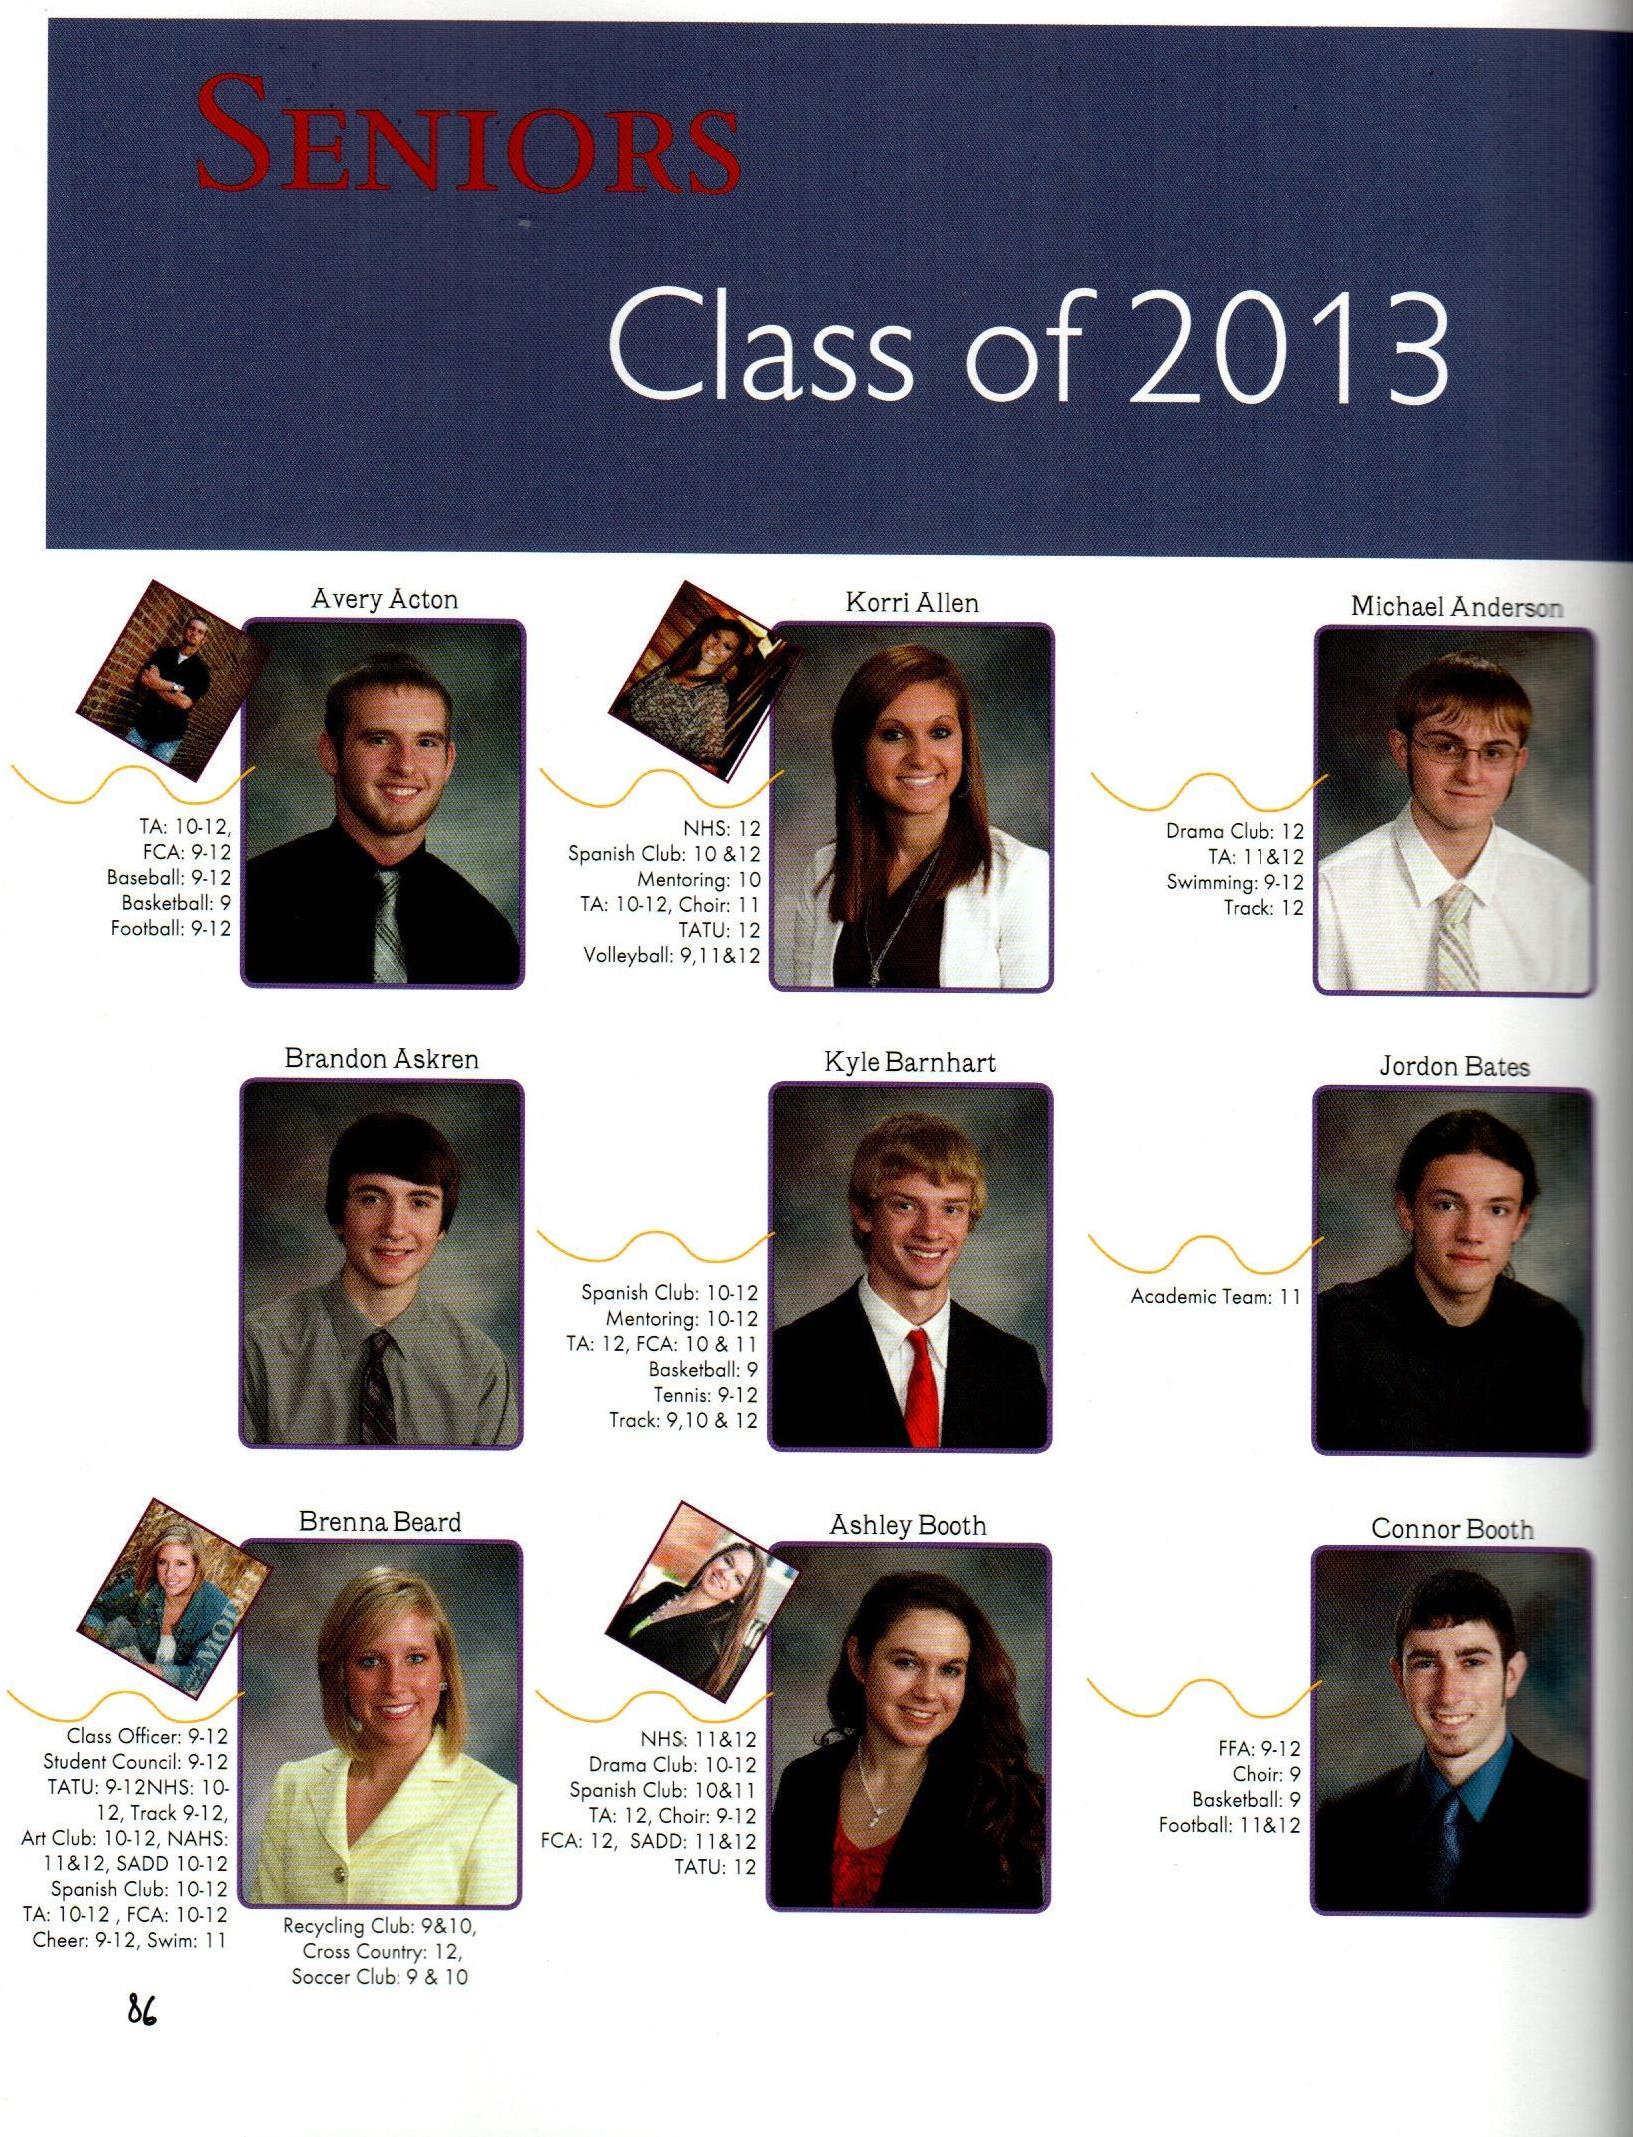 SENIORS
Class of 2013
Avery Acton
TA: 10-12,
FCA: 9-12
Baseball: 9-12
Basketball: 9
Football: 9-12
Korri Allen
NHS: 12
Spanish Club: 10 &12
Mentoring: 10
TA: 10-12, Choir: 11
TATU: 12
Volleyball: 9,11&12
Michael Anderson
Drama Club: 12
TA: 11&12
Swimming: 9-12
Track: 12
Brandon Askren
Kyle Barnhart
Spanish Club: 10-12
Mentoring: 10-12
TA: 12, FCA: 10 & 11
Basketball: 9
Tennis: 9-12
Track: 9,10 & 12
Jordon Bates
Academic Team: 11
Brenna Beard
MODEL
Class Officer: 9-12
Student Council: 9-12
TATU: 9-12NHS: 10-
12, Track 9-12,
Art Club: 10-12, NAHS:
11&12, SADD 10-12
Spanish Club: 10-12
TA: 10-12 , FCA: 10-12
Cheer: 9-12, Swim: 11
Recycling Club: 9&10,
Cross Country: 12,
Soccer Club: 9 & 10
Ashley Booth
NHS: 11&12
Drama Club: 10-12
Spanish Club: 10&11
TA: 12, Choir: 9-12
FCA: 12, SADD: 11&12
TATU: 12
Connor Booth
FFA: 9-12
Choir: 9
Basketball: 9
Football: 11&12
86